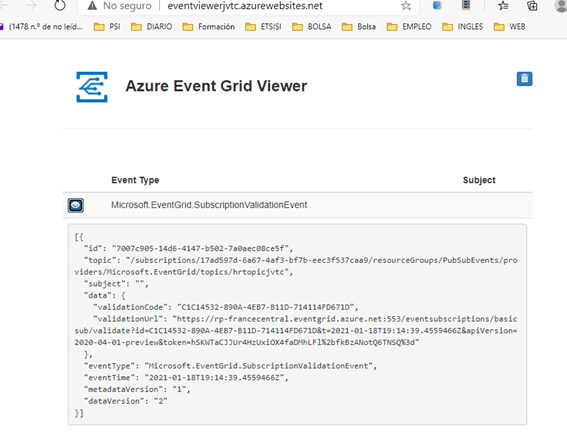 No seguro | eventviewerjvtc.azurewebsites.net
(1478 n.º de no leíd... PSI DIARIO Formación ETSISI BOLSA Bolsa EMPLEO INGLES WEB
Azure Event Grid Viewer
Event Type Subject
Microsoft.EventGrid.SubscriptionValidationEvent
[{
"id": "7007c905-14d6-4147-b502-7a0aec08ce5f",
"topic": "/subscriptions/17ad597d-6a67-4af3-bf7b-eec3f537caa9/resourceGroups/PubSubEvents/pro
viders/Microsoft.EventGrid/topics/hrtopicjvtc",
"subject": "",
"data": {
"validationCode": "C1C14532-890A-4EB7-B11D-714114FD671D",
"validationUrl": "https://rp-francecentral.eventgrid.azure.net:553/eventsubscriptions/basic
sub/validate?id=C1C14532-890A-4EB7-B11D-714114FD671D&t=2021-01-18T19:14:39.4559466Z&apiVersion=
2020-04-01-preview&token=hSKWTaCJJUr4HzUxiOX4faDMhLFl%2bfkBzANotQ6TNSQ%3d"
},
"eventType": "Microsoft.EventGrid.SubscriptionValidationEvent",
"eventTime": "2021-01-18T19:14:39.4559466Z",
"metadataVersion": "1",
"dataVersion": "2"
}]